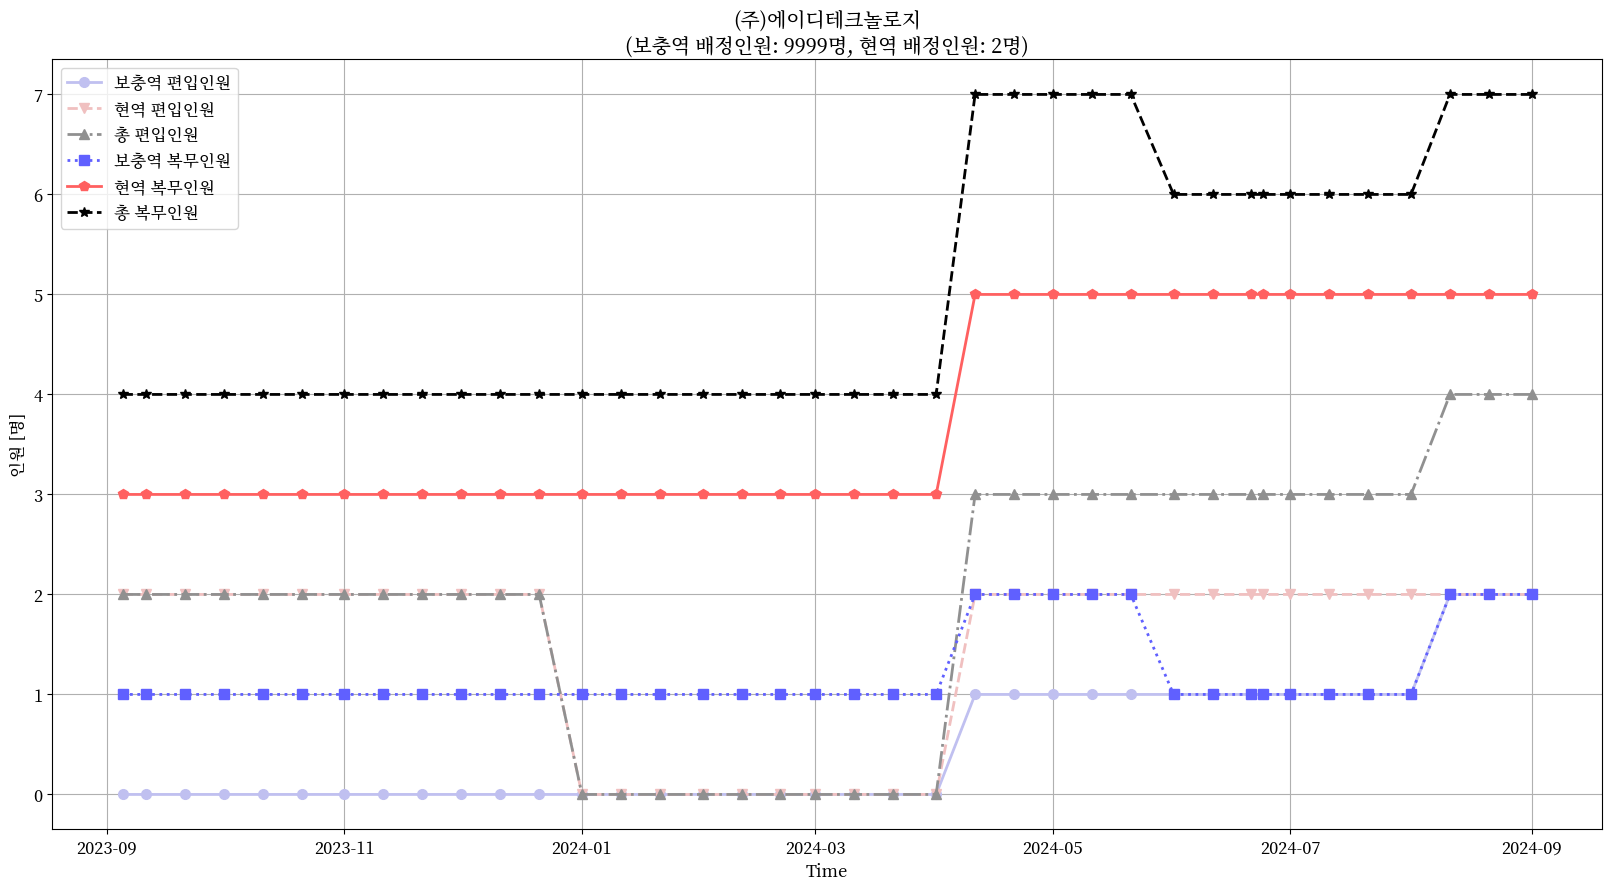 (주)에이디테크놀로지
(보충역 배정인원: 9999명, 현역 배정인원: 2명)
보충역 편입인원
현역 편입인원
총 편입인원
보충역 복무인원
현역 복무인원
총 복무인원
7
6
5
4
3
2
1
0
인원 [명]
2023-09
2023-11
2024-01
2024-03
2024-05
2024-07
2024-09
Time